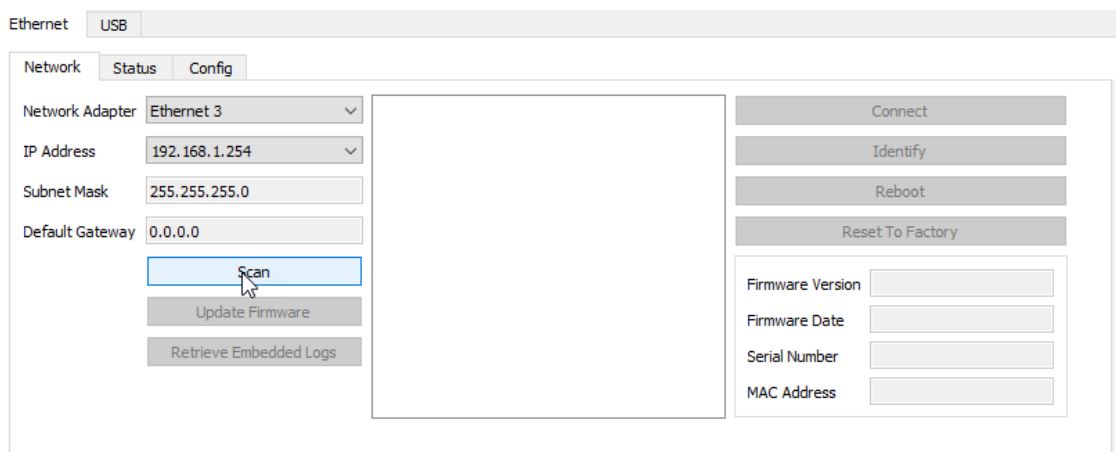 Ethernet USB
Network Status Config
Network Adapter Ethernet 3
IP Address 192.168.1.254
Subnet Mask 255.255.255.0
Default Gateway 0.0.0.0
Scan
Update Firmware
Retrieve Embedded Logs
Connect
Identify
Reboot
Reset To Factory
Firmware Version
Firmware Date
Serial Number
MAC Address